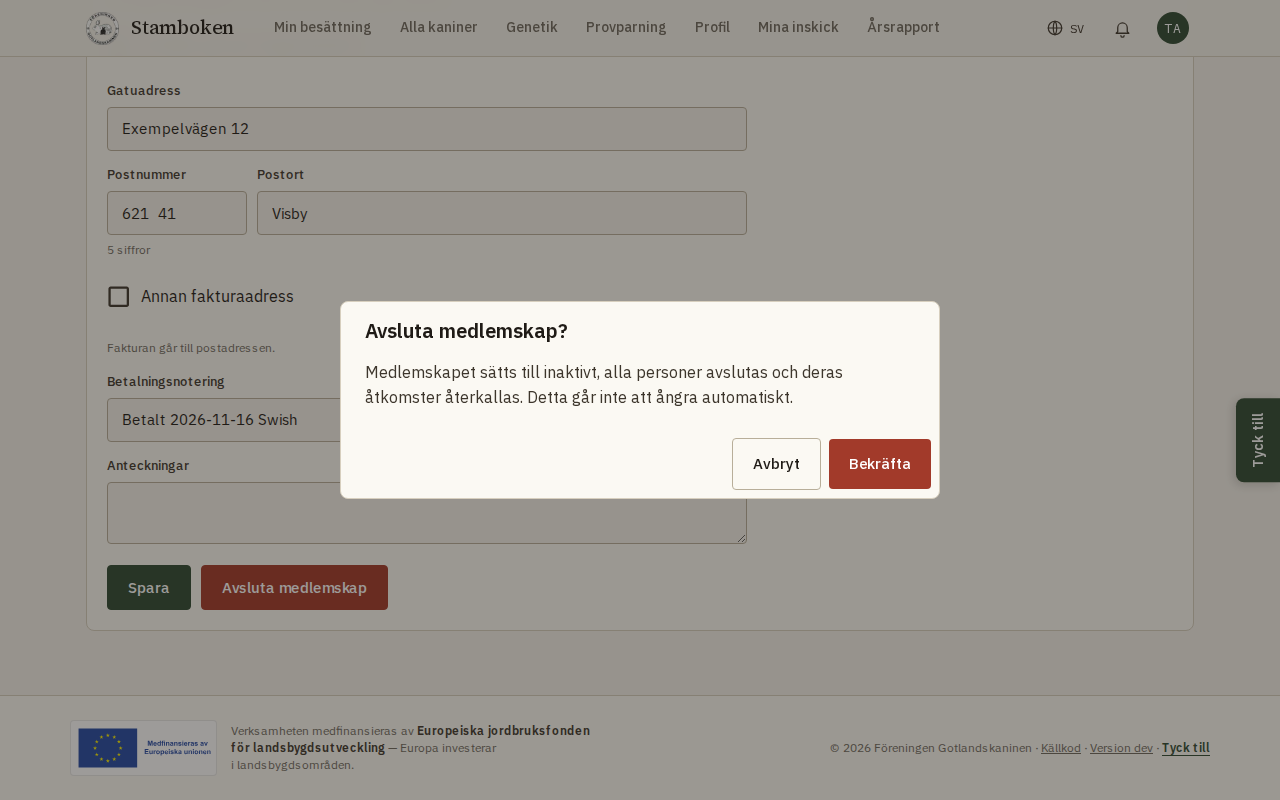 Stamboken
Min besättning
Alla kaniner
Genetik
Provparning
Profil
Mina inskick
Årsrapport
SV
TA
Gatuadress
Exempelvägen 12
Postnummer
Postort
621 41
Visby
5 siffror
Annan fakturaadress
Fakturan går till postadressen.
Betalningsnotering
Betalt 2026-11-16 Swish
Anteckningar
Spara
Avsluta medlemskap
Avsluta medlemskap?
Medlemskapet sätts till inaktivt, alla personer avslutas och deras
åtkomster återkallas. Detta går inte att ångra automatiskt.
Avbryt
Bekräfta
Tyck till
Medfinansieras av
Europeiska unionen
Verksamheten medfinansieras av Europeiska jordbruksfonden
för landsbygdsutveckling — Europa investerar
i landsbygdsområden.
© 2026 Föreningen Gotlandskaninen · Källkod · Version dev · Tyck till